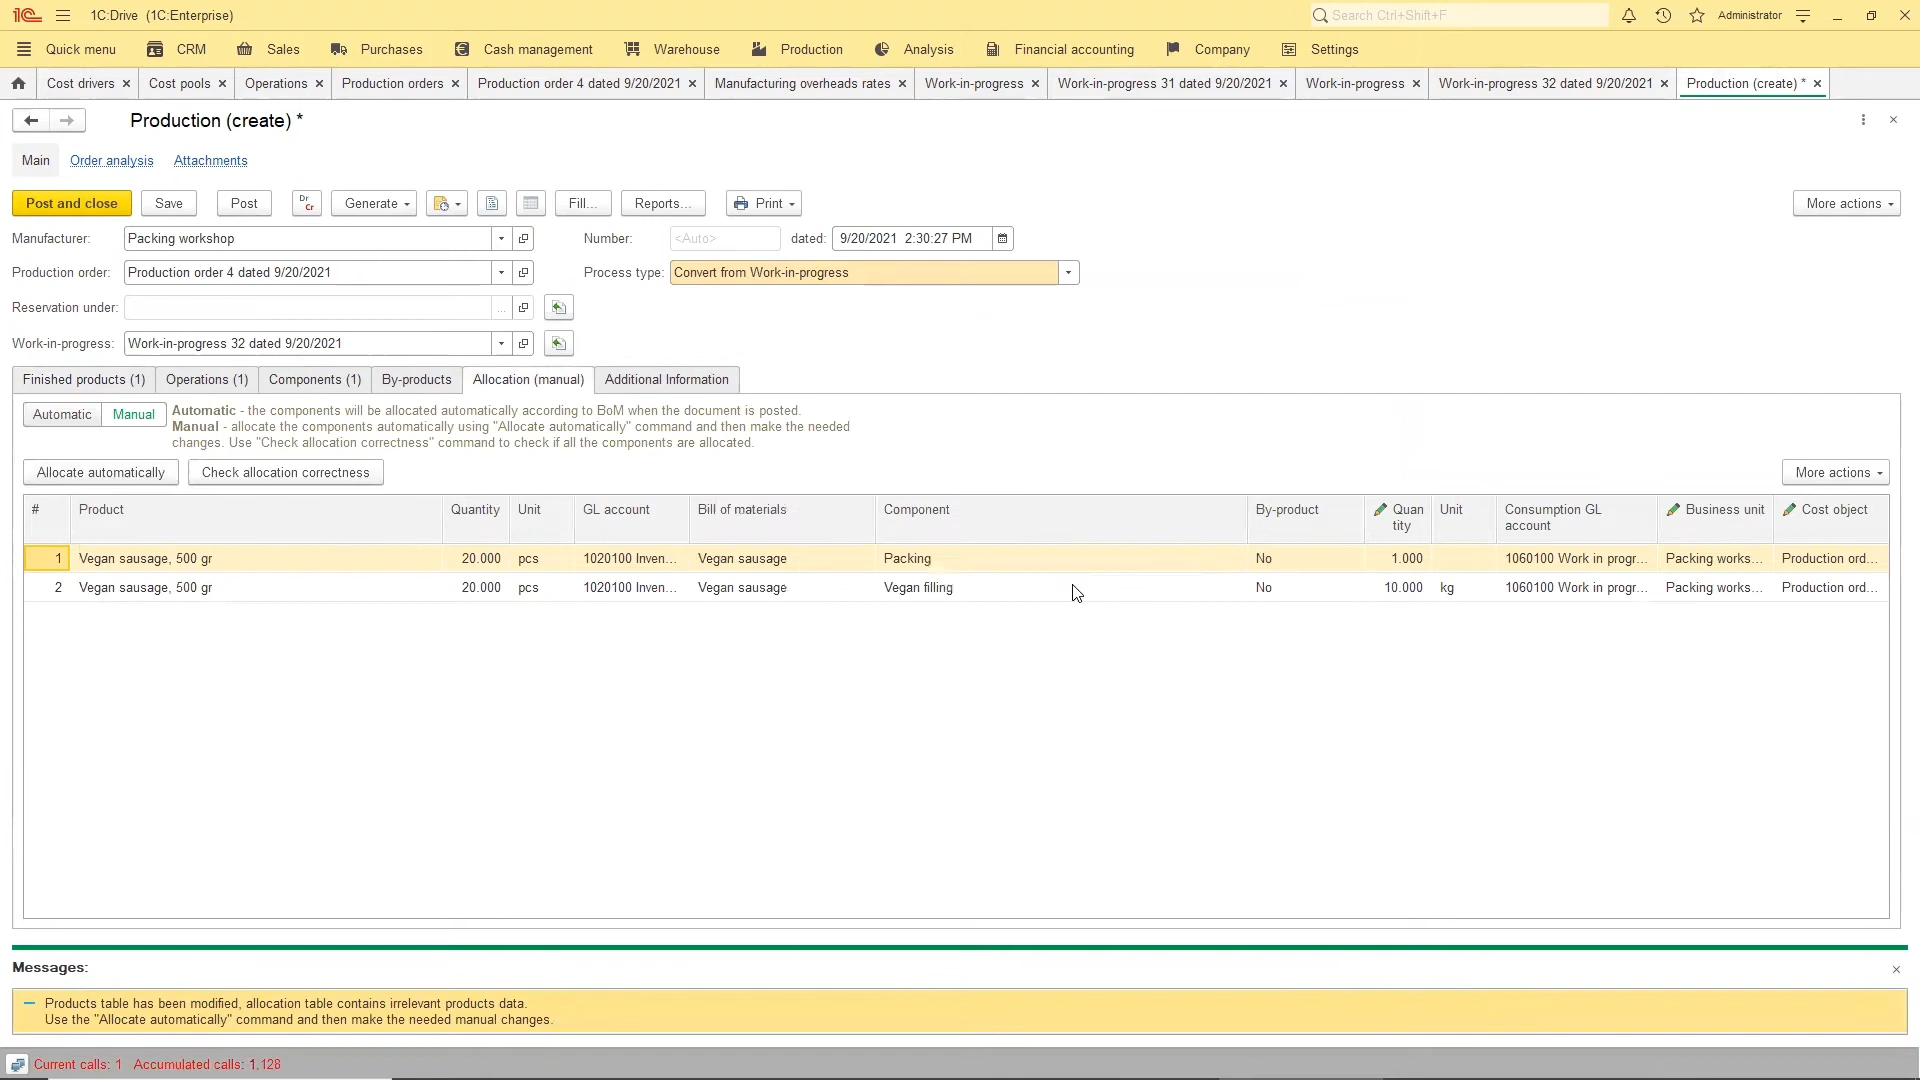 1C:Drive (1C:Enterprise)
Search Ctrl+Shift+F
Administrator
Quick menu
CRM
Sales
Purchases
Cash management
Warehouse
Production
Analysis
Financial accounting
Company
Settings
Cost drivers
Cost pools
Operations
Production orders
Production order 4 dated 9/20/2021
Manufacturing overheads rates
Work-in-progress
Work-in-progress 31 dated 9/20/2021
Work-in-progress
Work-in-progress 32 dated 9/20/2021
Production (create) *
Production (create) *
Main
Order analysis
Attachments
Post and close
Save
Post
Dr
Cr
Generate
Fill...
Reports...
Print
More actions
Manufacturer:
Packing workshop
Number:
<Auto>
dated:
9/20/2021 2:30:27 PM
Production order:
Production order 4 dated 9/20/2021
Process type:
Convert from Work-in-progress
Reservation under:
...
Work-in-progress:
Work-in-progress 32 dated 9/20/2021
Finished products (1)
Operations (1)
Components (1)
By-products
Allocation (manual)
Additional Information
Automatic
Manual
Automatic - the components will be allocated automatically according to BoM when the document is posted.
Manual - allocate the components automatically using "Allocate automatically" command and then make the needed
changes. Use "Check allocation correctness" command to check if all the components are allocated.
Allocate automatically
Check allocation correctness
More actions
# Product Quantity Unit GL account Bill of materials Component By-product Quan
tity Unit Consumption GL
account Business unit Cost object
1 Vegan sausage, 500 gr 20.000 pcs 1020100 Inven... Vegan sausage Packing No 1.000 1060100 Work in progr... Packing works... Production ord...
2 Vegan sausage, 500 gr 20.000 pcs 1020100 Inven... Vegan sausage Vegan filling No 10.000 kg 1060100 Work in progr... Packing works... Production ord...
Messages:
Products table has been modified, allocation table contains irrelevant products data.
Use the "Allocate automatically" command and then make the needed manual changes.
Current calls: 1 Accumulated calls: 1,128